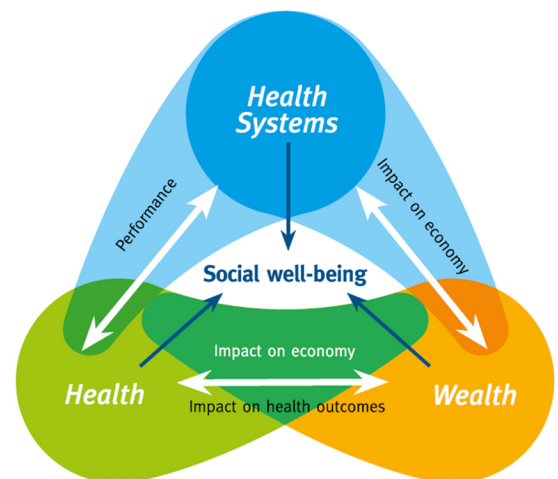 Health
Systems
Performance
Impact on economy
Social well-being
Impact on economy
Health
Wealth
Impact on health outcomes